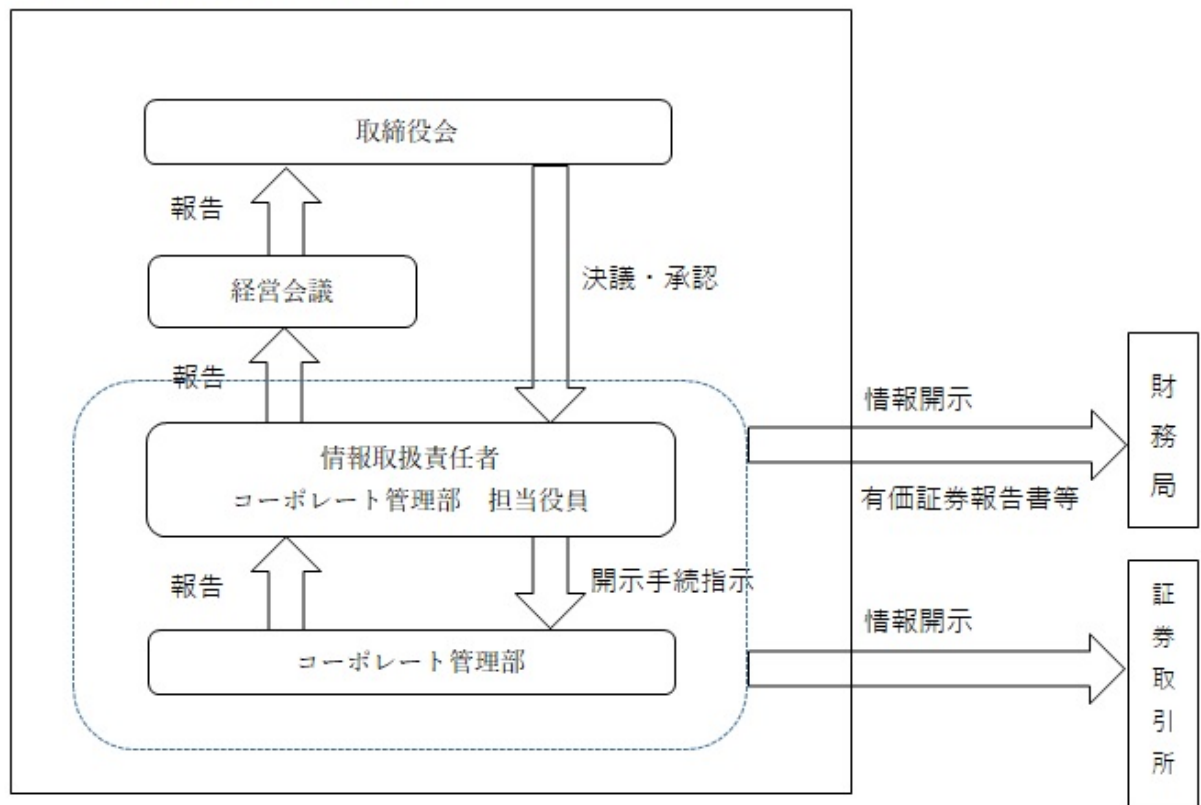 取締役会
報告
決議・承認
経営会議
報告
情報取扱責任者
コーポレート管理部　担当役員
報告
開示手続指示
コーポレート管理部
情報開示
有価証券報告書等
財務局
情報開示
証券取引所